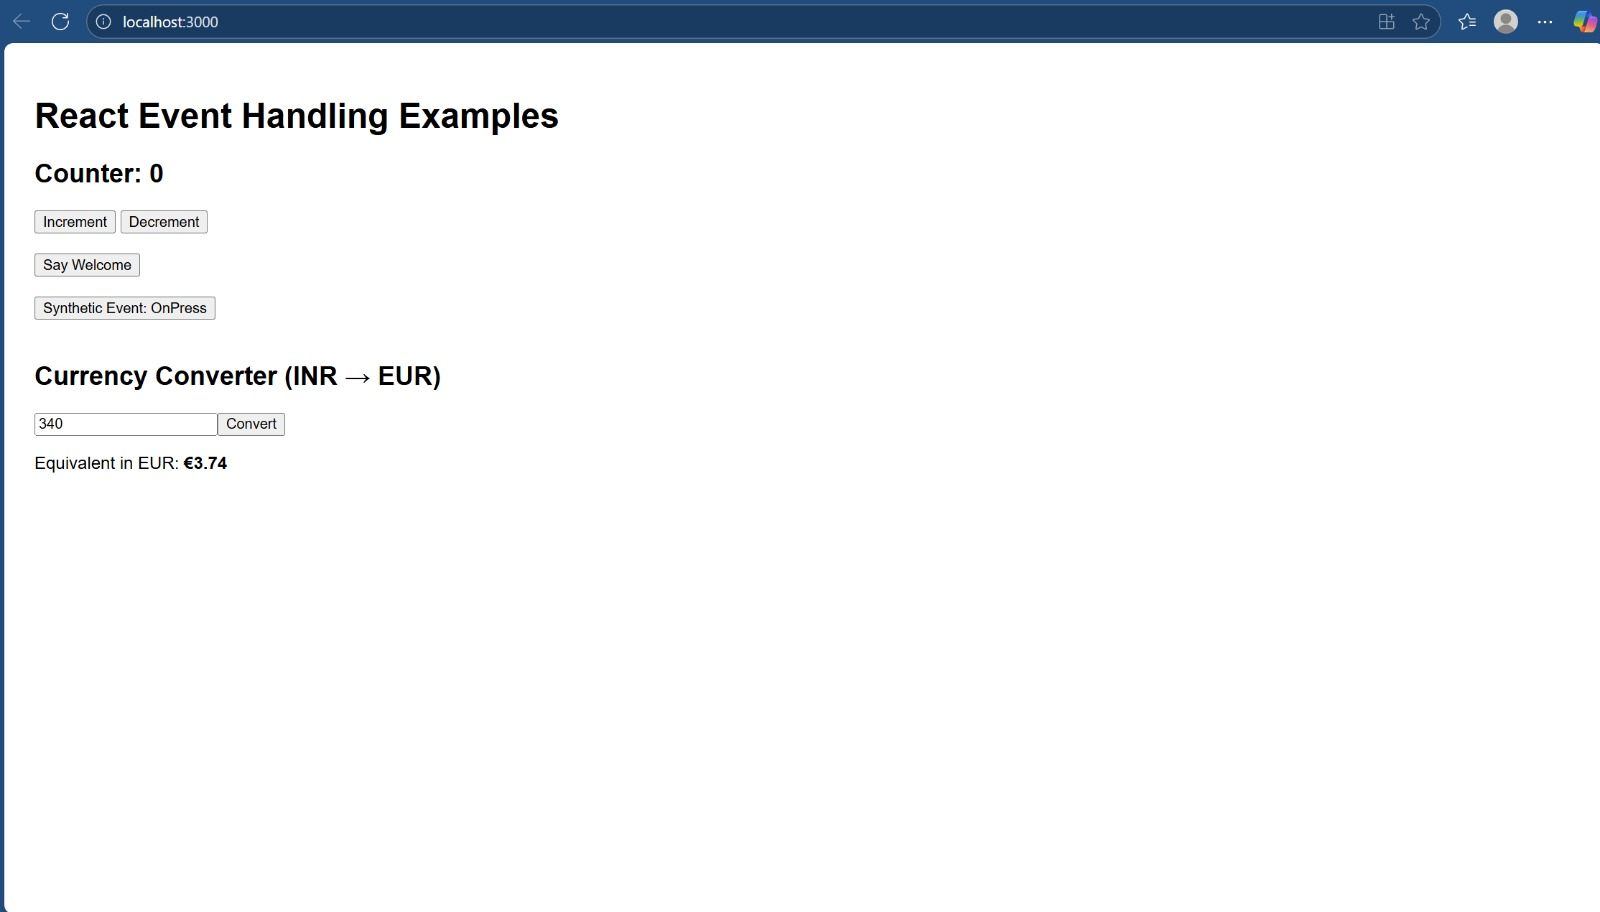 localhost:3000
React Event Handling Examples
Counter: 0
Increment Decrement
Say Welcome
Synthetic Event: OnPress
Currency Converter (INR → EUR)
340 Convert
Equivalent in EUR: €3.74